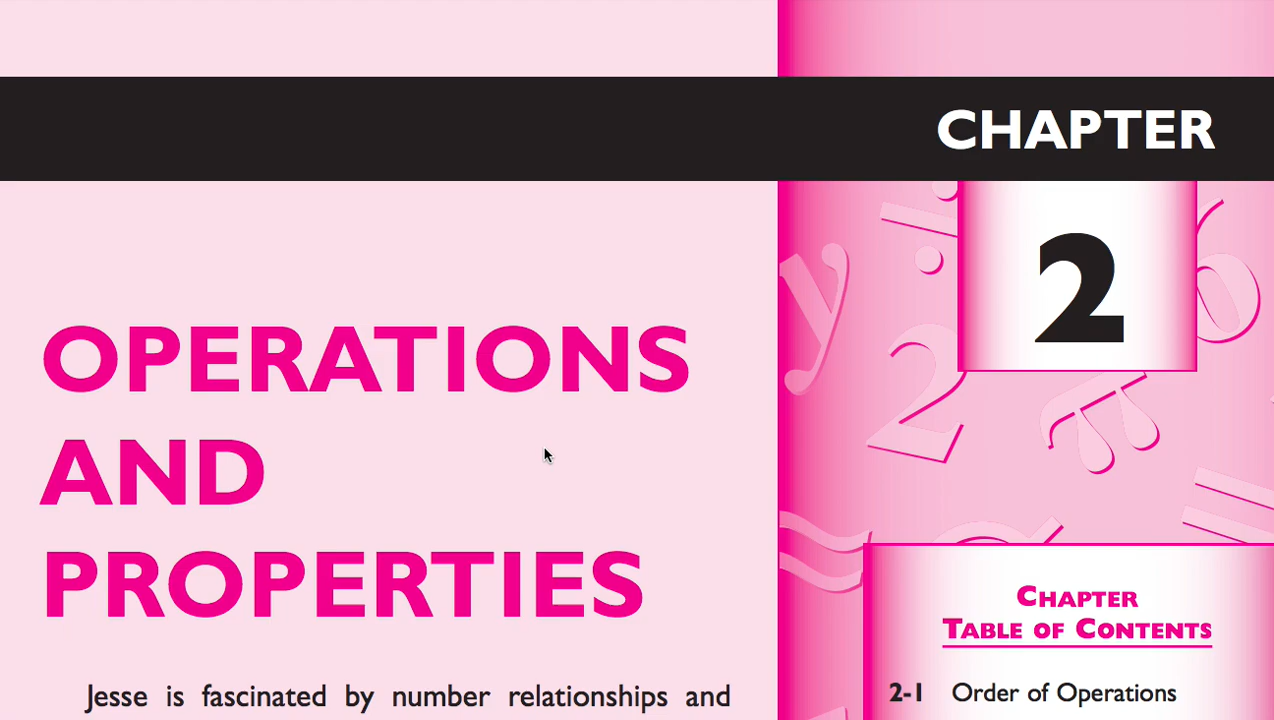 CHAPTER
2
OPERATIONS
AND
PROPERTIES
Jesse is fascinated by number relationships and
CHAPTER
TABLE OF CONTENTS
2-1 Order of Operations